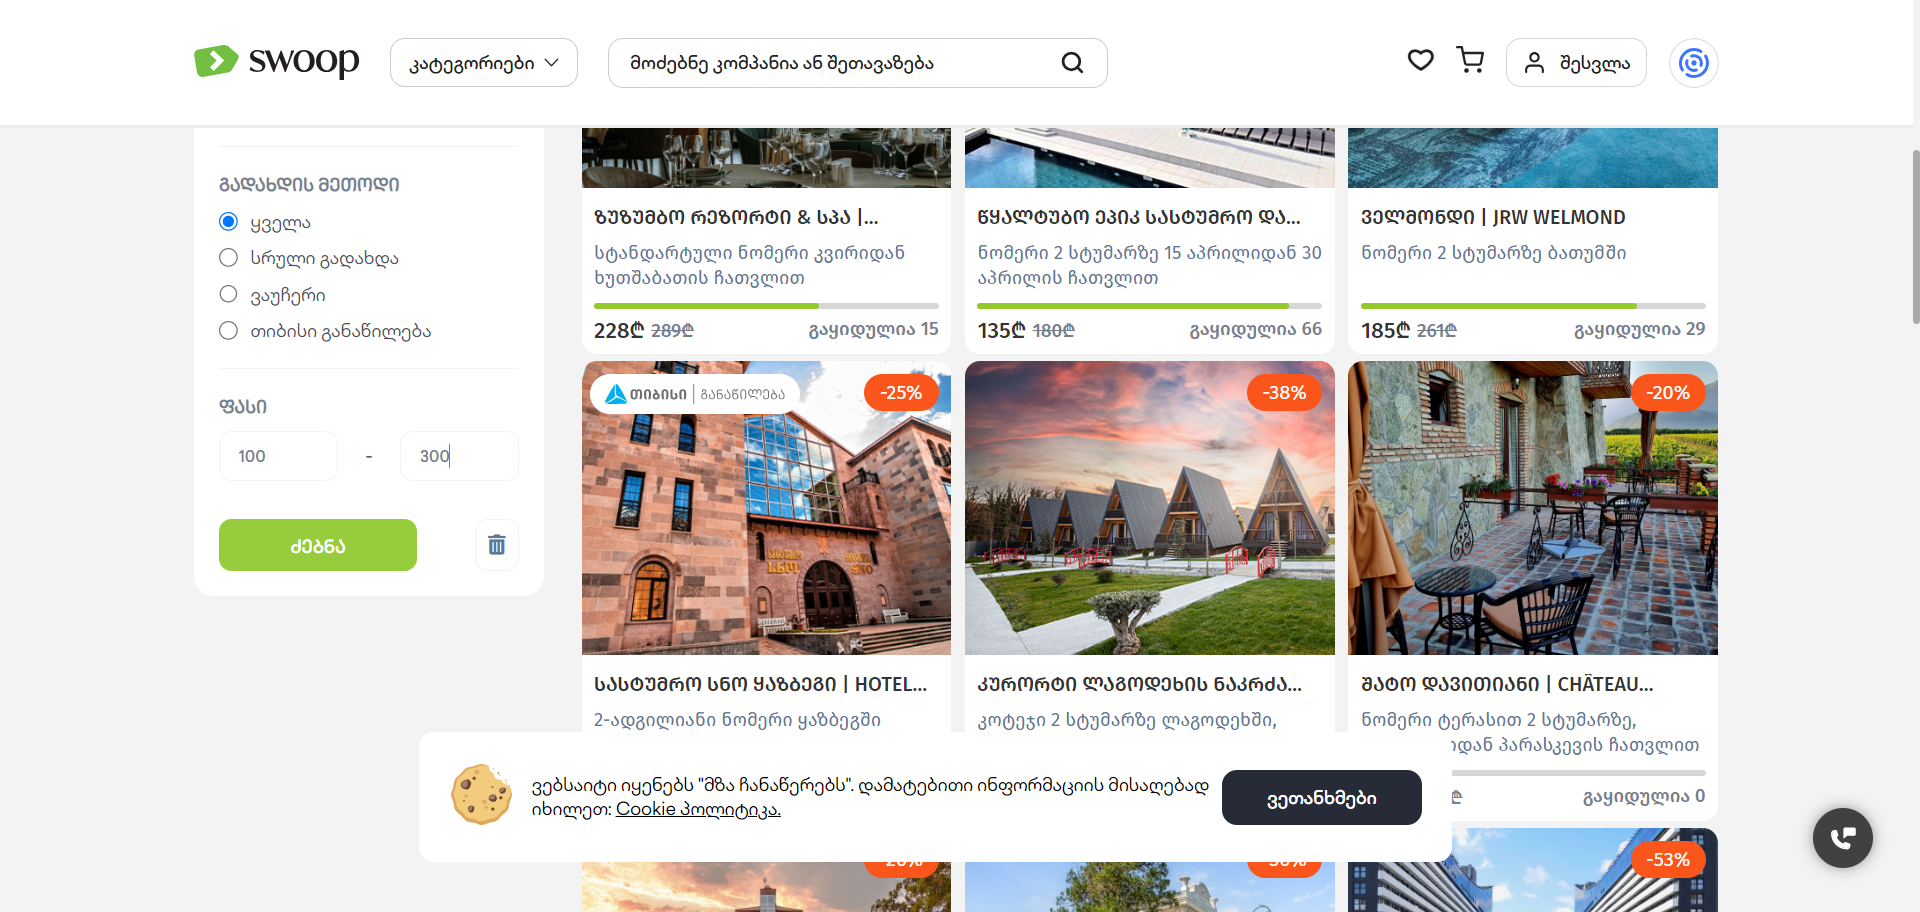 swoop
კატეგორიები
მოძებნე კომპანია ან შეთავაზება
შესვლა
გადახდის მეთოდი
ყველა
სრული გადახდა
ვაუჩერი
თიბისი განაწილება
ფასი
100 - 300
ძებნა
ზუზუმბო რეზორტი & სპა |...
სტანდარტული ნომერი კვირიდან
ხუთშაბათის ჩათვლით
228₾ 289₾ გაყიდულია 15
წყალტუბო ეპიკ სასტუმრო და...
ნომერი 2 სტუმარზე 15 აპრილიდან 30
აპრილის ჩათვლით
135₾ 180₾ გაყიდულია 66
ველმონდი | JRW WELMOND
ნომერი 2 სტუმარზე ბათუმში
185₾ 261₾ გაყიდულია 29
თიბისი | განაწილება
-25%
სასტუმრო სნო ყაზბეგი | HOTEL...
2-ადგილიანი ნომერი ყაზბეგში
-38%
კურორტი ლაგოდეხის ნაკრძა...
კოტეჯი 2 სტუმარზე ლაგოდეხში,
-20%
შატო დავითიანი | CHÂTEAU...
ნომერი ტერასით 2 სტუმარზე,
პარასკევის ჩათვლით
₾ გაყიდულია 0
ვებსაიტი იყენებს "მზა ჩანაწერებს". დამატებითი ინფორმაციის მისაღებად
იხილეთ: Cookie პოლიტიკა.
ვეთანხმები
-53%